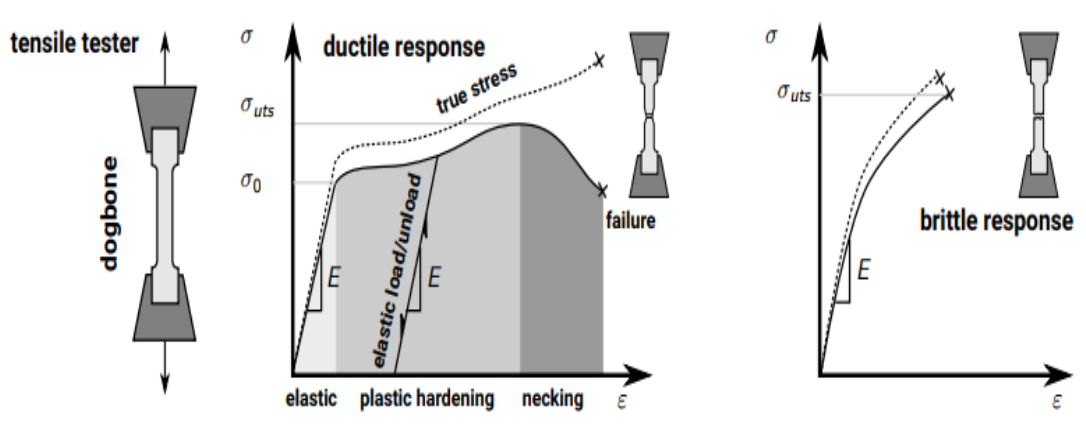 tensile tester
dogbone
σ
ductile response
σuts
true stress
σ0
E
elastic load/unload
E
failure
elastic
plastic hardening
necking
ε
σ
σuts
brittle response
E
ε